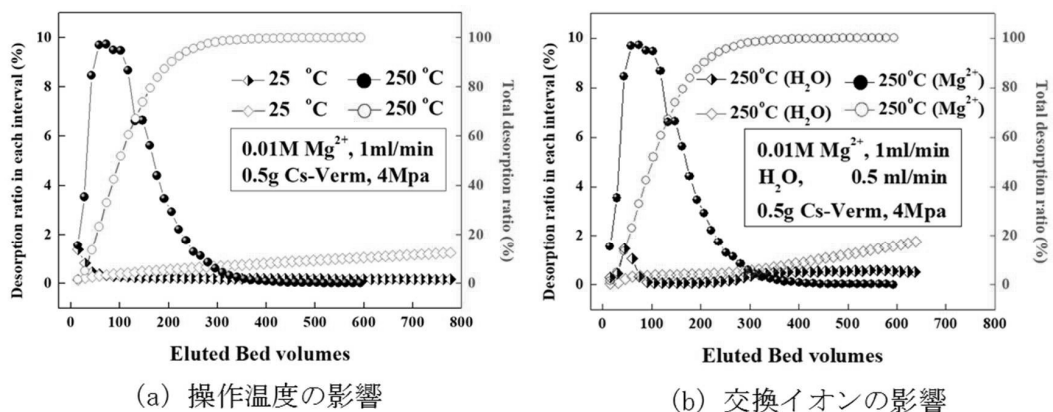 Desorption ratio in each interval (%)
10
8
6
4
2
0
100
80
60
40
20
0
Total desorption ratio (%)
25 °C
250 °C
25 °C
250 °C
0.01M Mg²⁺, 1ml/min
0.5g Cs-Verm, 4Mpa
0 100 200 300 400 500 600 700 800
Eluted Bed volumes
(a) 操作温度の影響
Desorption ratio in each interval (%)
10
8
6
4
2
0
100
80
60
40
20
0
Total desorption ratio (%)
250°C (H₂O)
250°C (Mg²⁺)
250°C (H₂O)
250°C (Mg²⁺)
0.01M Mg²⁺, 1ml/min
H₂O, 0.5 ml/min
0.5g Cs-Verm, 4Mpa
0 100 200 300 400 500 600 700 800
Eluted Bed volumes
(b) 交換イオンの影響